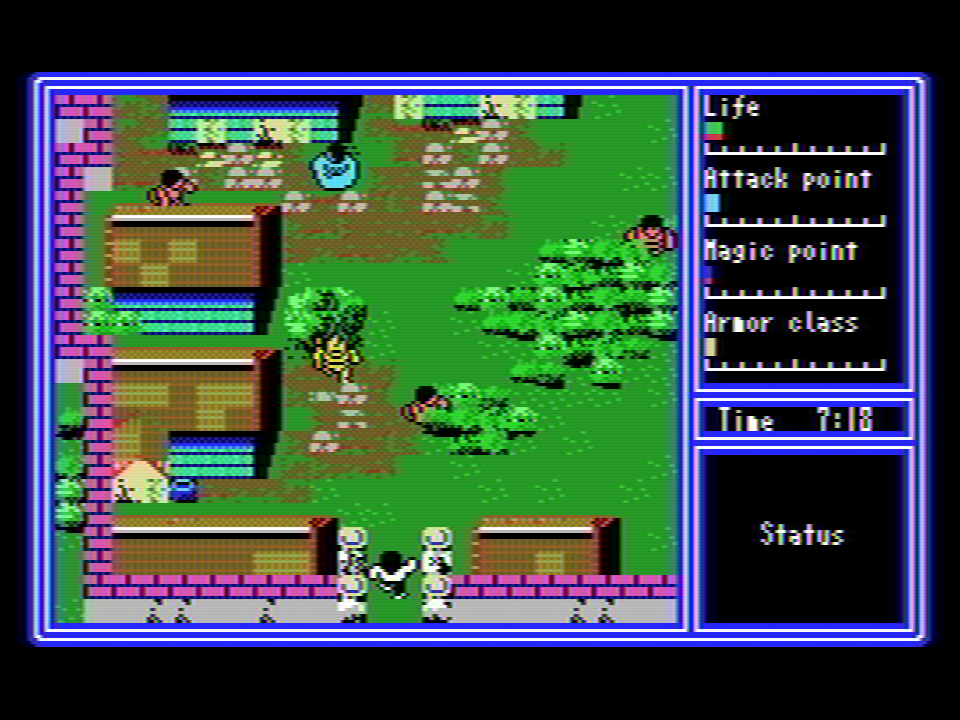 Life
Attack point
Magic point
Armor class
Time 7:18
Status